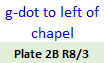 g-dot to left of
chapel
Plate 2B R8/3